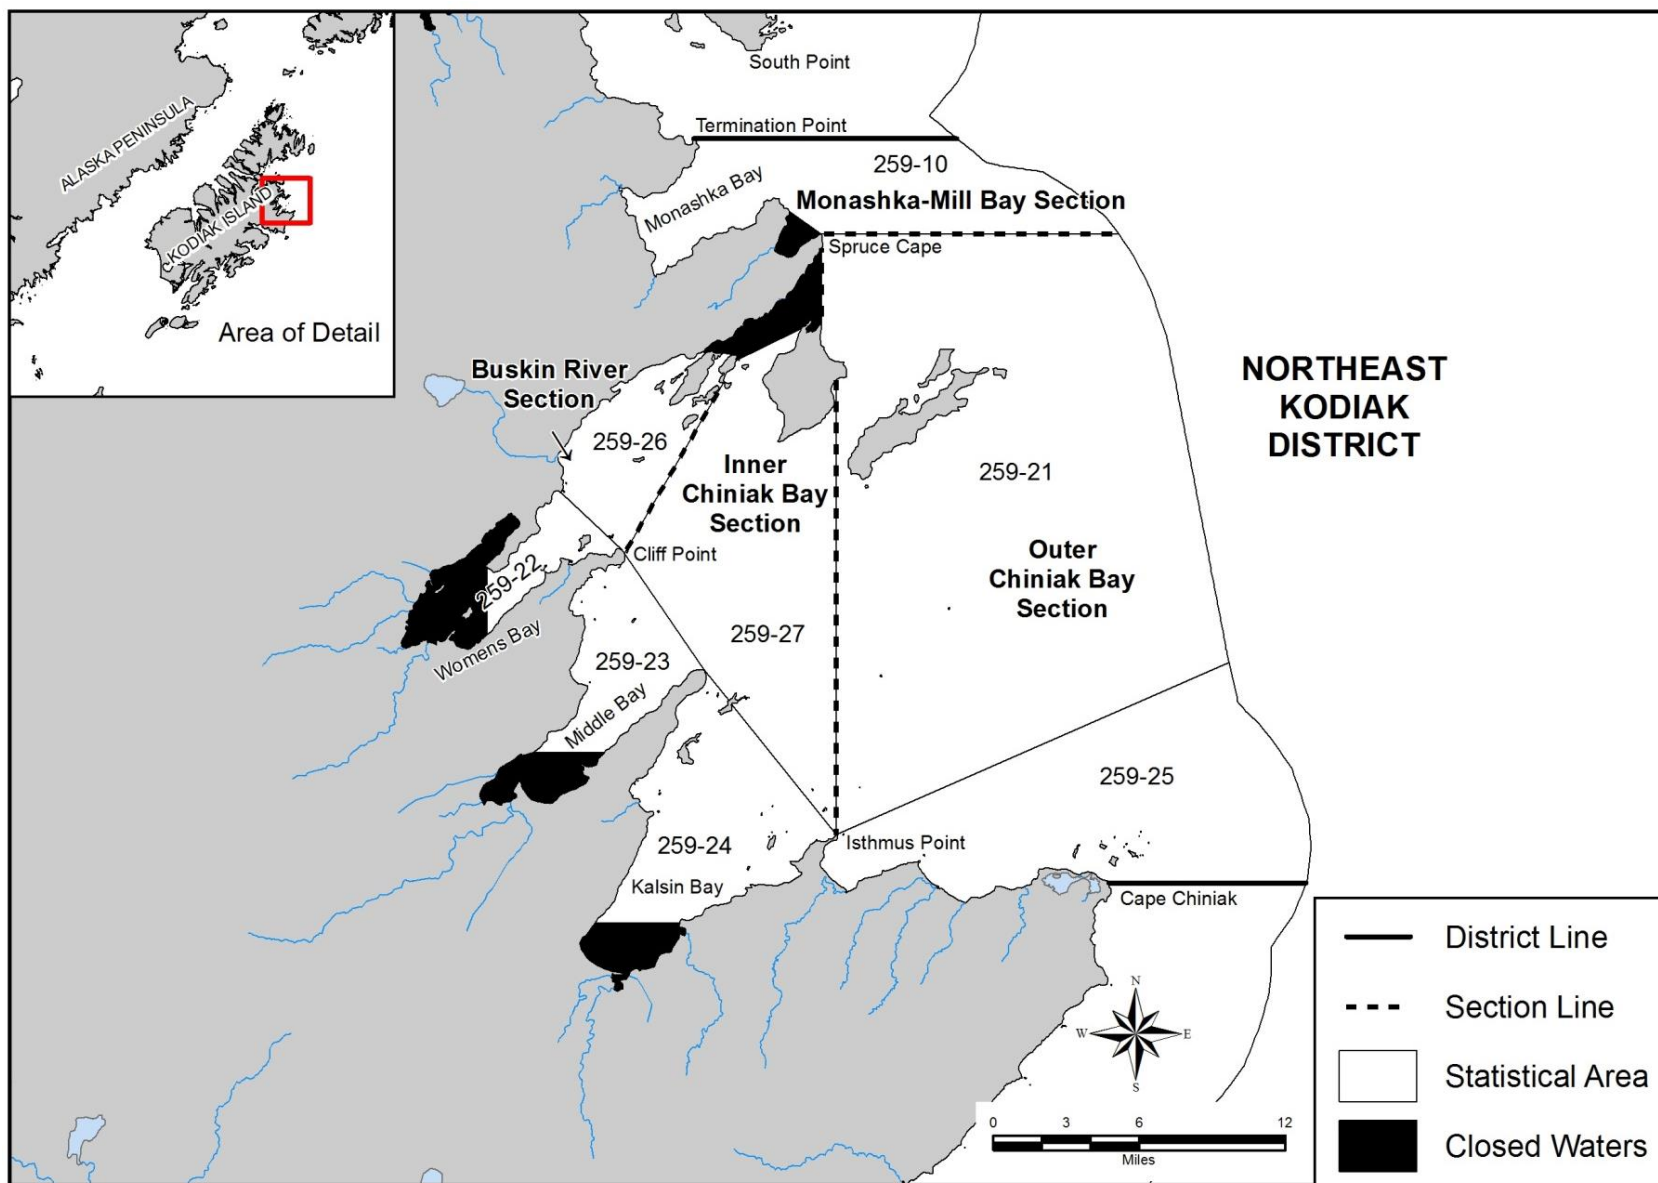 ALASKA PENINSULA
KODIAK ISLAND
Area of Detail
South Point
Termination Point
259-10
Monashka Bay
Monashka-Mill Bay Section
Spruce Cape
Buskin River
Section
259-26
Inner
Chiniak Bay
Section
259-21
NORTHEAST
KODIAK
DISTRICT
Cliff Point
259-22
Womens Bay
Outer
Chiniak Bay
Section
259-27
259-23
Middle Bay
259-25
259-24
Kalsin Bay
Isthmus Point
Cape Chiniak
N
W
E
S
0 3 6 12
Miles
District Line
Section Line
Statistical Area
Closed Waters